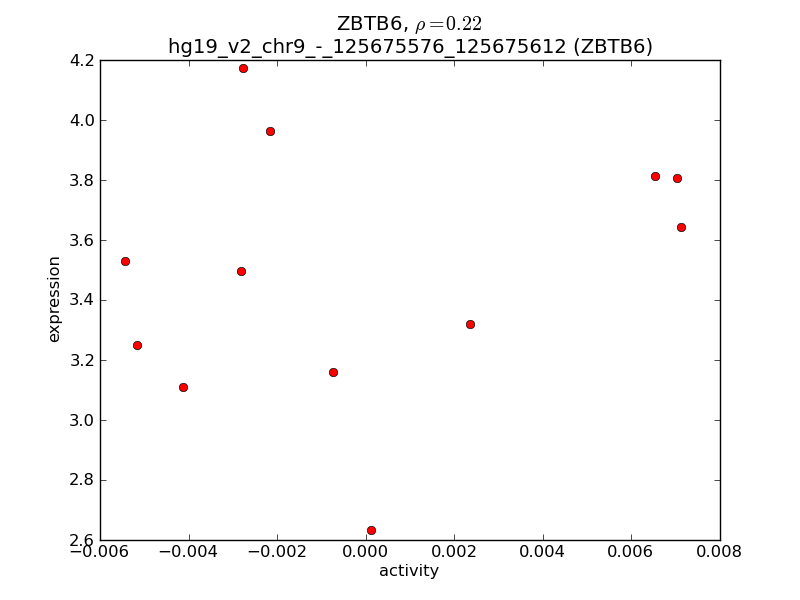 ZBTB6, ρ=0.22
hg19_v2_chr9_-_125675576_125675612 (ZBTB6)
4.2
4.0
3.8
3.6
3.4
3.2
3.0
2.8
2.6
expression
−0.006 −0.004 −0.002 0.000 0.002 0.004 0.006 0.008
activity